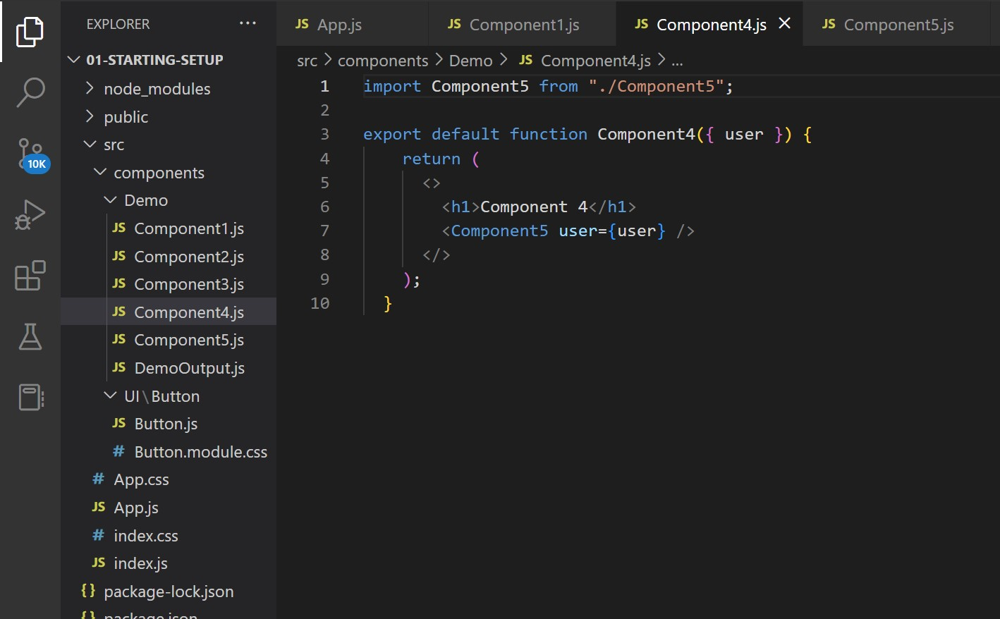 EXPLORER ...
01-STARTING-SETUP
node_modules
public
src
10K
components
Demo
JS Component1.js
JS Component2.js
JS Component3.js
JS Component4.js
JS Component5.js
JS DemoOutput.js
UI\Button
JS Button.js
# Button.module.css
# App.css
JS App.js
# index.css
JS index.js
{} package-lock.json
{} package.json
JS App.js JS Component1.js JS Component4.js × JS Component5.js
src > components > Demo > JS Component4.js > ...
1 import Component5 from "./Component5";
2
3 export default function Component4({ user }) {
4 return (
5 <>
6 <h1>Component 4</h1>
7 <Component5 user={user} />
8 </>
9 );
10 }